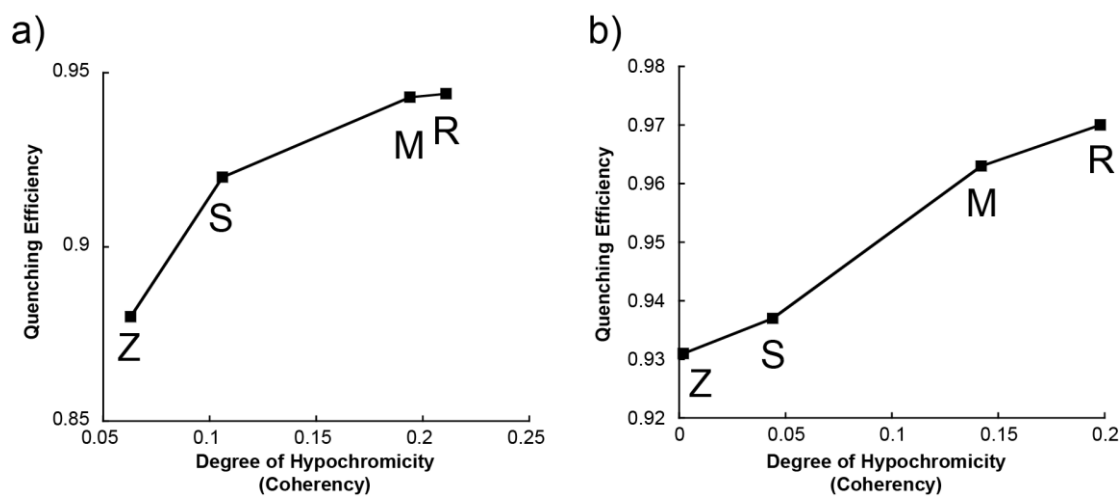 a)
0.95
0.9
0.85
Quenching Efficiency
Z
S
M
R
0.05
0.1
0.15
0.2
0.25
Degree of Hypochromicity
(Coherency)
b)
0.98
0.97
0.96
0.95
0.94
0.93
0.92
Quenching Efficiency
Z
S
M
R
0
0.05
0.1
0.15
0.2
Degree of Hypochromicity
(Coherency)